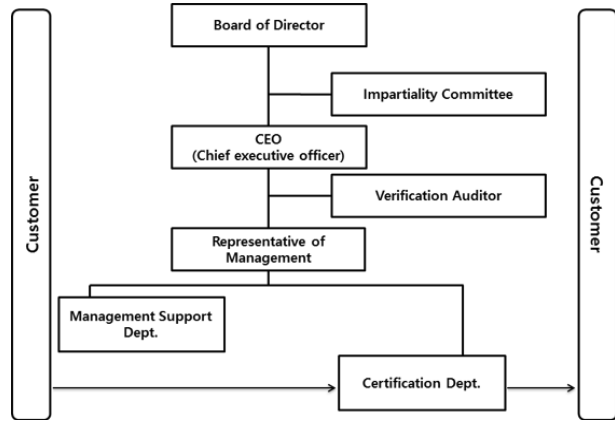 Board of Director
Impartiality Committee
CEO
(Chief executive officer)
Verification Auditor
Representative of
Management
Management Support
Dept.
Certification Dept.
Customer
Customer